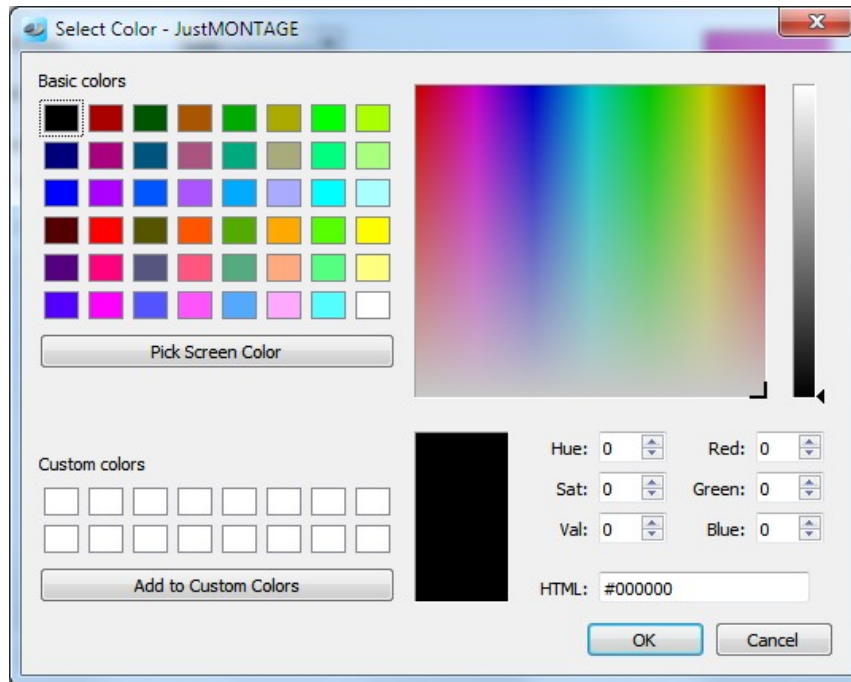 Select Color - JustMONTAGE
Basic colors
Pick Screen Color
Custom colors
Add to Custom Colors
Hue: 0 Red: 0
Sat: 0 Green: 0
Val: 0 Blue: 0
HTML: #000000
OK Cancel